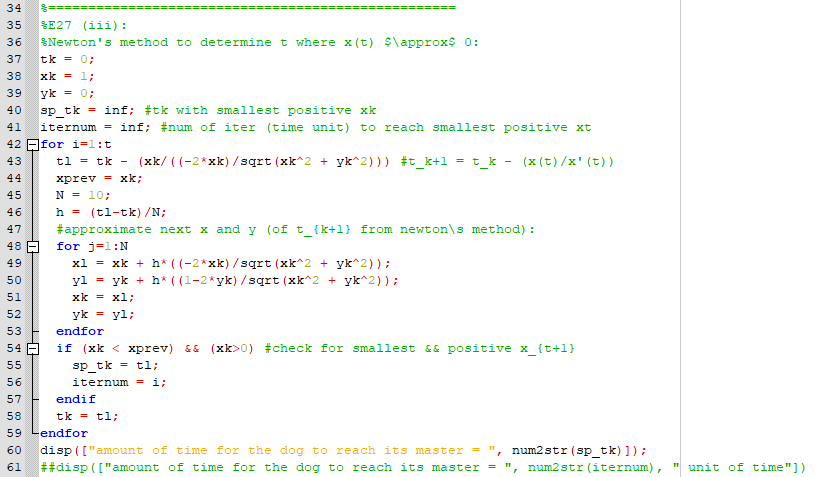 34 %===================================================
35 %E27 (iii):
36 %Newton's method to determine t where x(t) $\approx$ 0:
37 tk = 0;
38 xk = 1;
39 yk = 0;
40 sp_tk = inf; #tk with smallest positive xk
41 iternum = inf; #num of iter (time unit) to reach smallest positive xt
42 for i=1:t
43 tl = tk - (xk/((-2*xk)/sqrt(xk^2 + yk^2))) #t_k+1 = t_k - (x(t)/x'(t))
44 xprev = xk;
45 N = 10;
46 h = (tl-tk)/N;
47 #approximate next x and y (of t_{k+1} from newton\s method):
48 for j=1:N
49 xl = xk + h*((-2*xk)/sqrt(xk^2 + yk^2));
50 yl = yk + h*((1-2*yk)/sqrt(xk^2 + yk^2));
51 xk = xl;
52 yk = yl;
53 endfor
54 if (xk < xprev) && (xk>0) #check for smallest && positive x_{t+1}
55 sp_tk = tl;
56 iternum = i;
57 endif
58 tk = tl;
59 endfor
60 disp(["amount of time for the dog to reach its master = ", num2str(sp_tk)]);
61 ##disp(["amount of time for the dog to reach its master = ", num2str(iternum), " unit of time"])